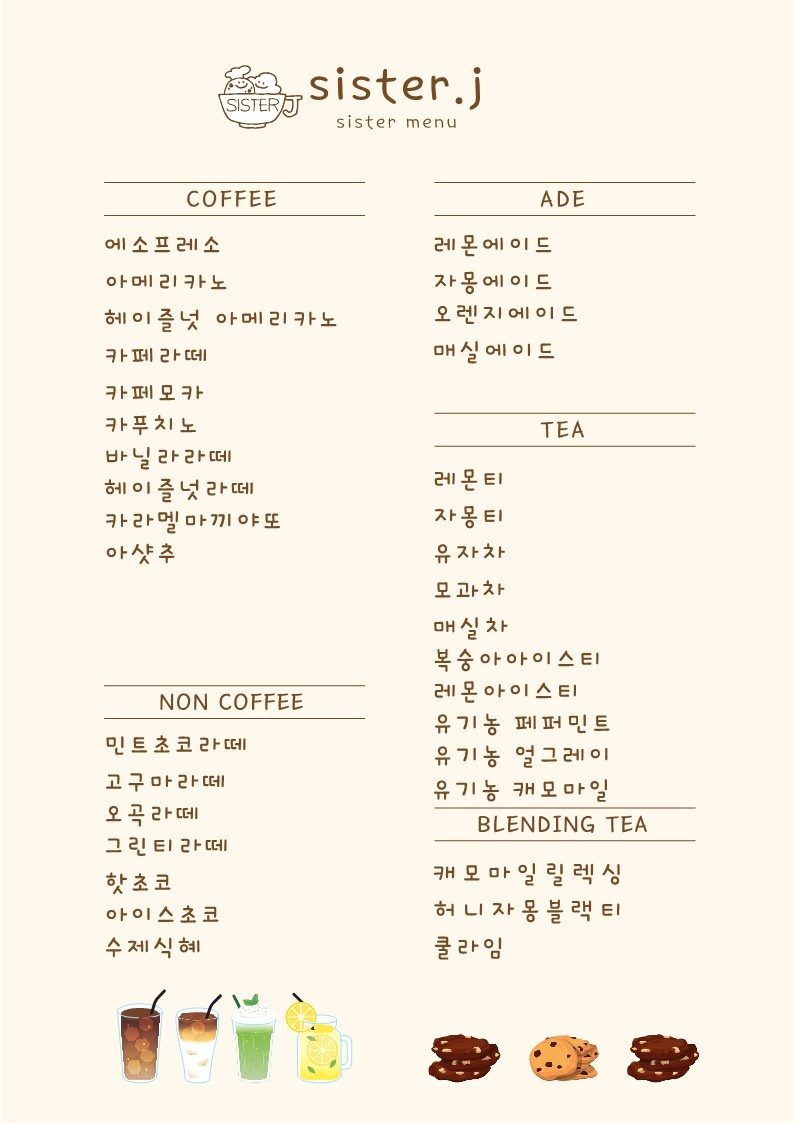 SISTER J
sister.j
sister menu
COFFEE
에소프레소
아메리카노
헤이즐넛 아메리카노
카페라떼
카페모카
카푸치노
바닐라라떼
헤이즐넛라떼
카라멜마끼야또
아샷추
NON COFFEE
민트초코라떼
고구마라떼
오곡라떼
그린티라떼
핫초코
아이스초코
수제식혜
ADE
레몬에이드
자몽에이드
오렌지에이드
매실에이드
TEA
레몬티
자몽티
유자차
모과차
매실차
복숭아아이스티
레몬아이스티
유기농 페퍼민트
유기농 얼그레이
유기농 캐모마일
BLENDING TEA
캐모마일릴렉싱
허니자몽블랙티
쿨라임